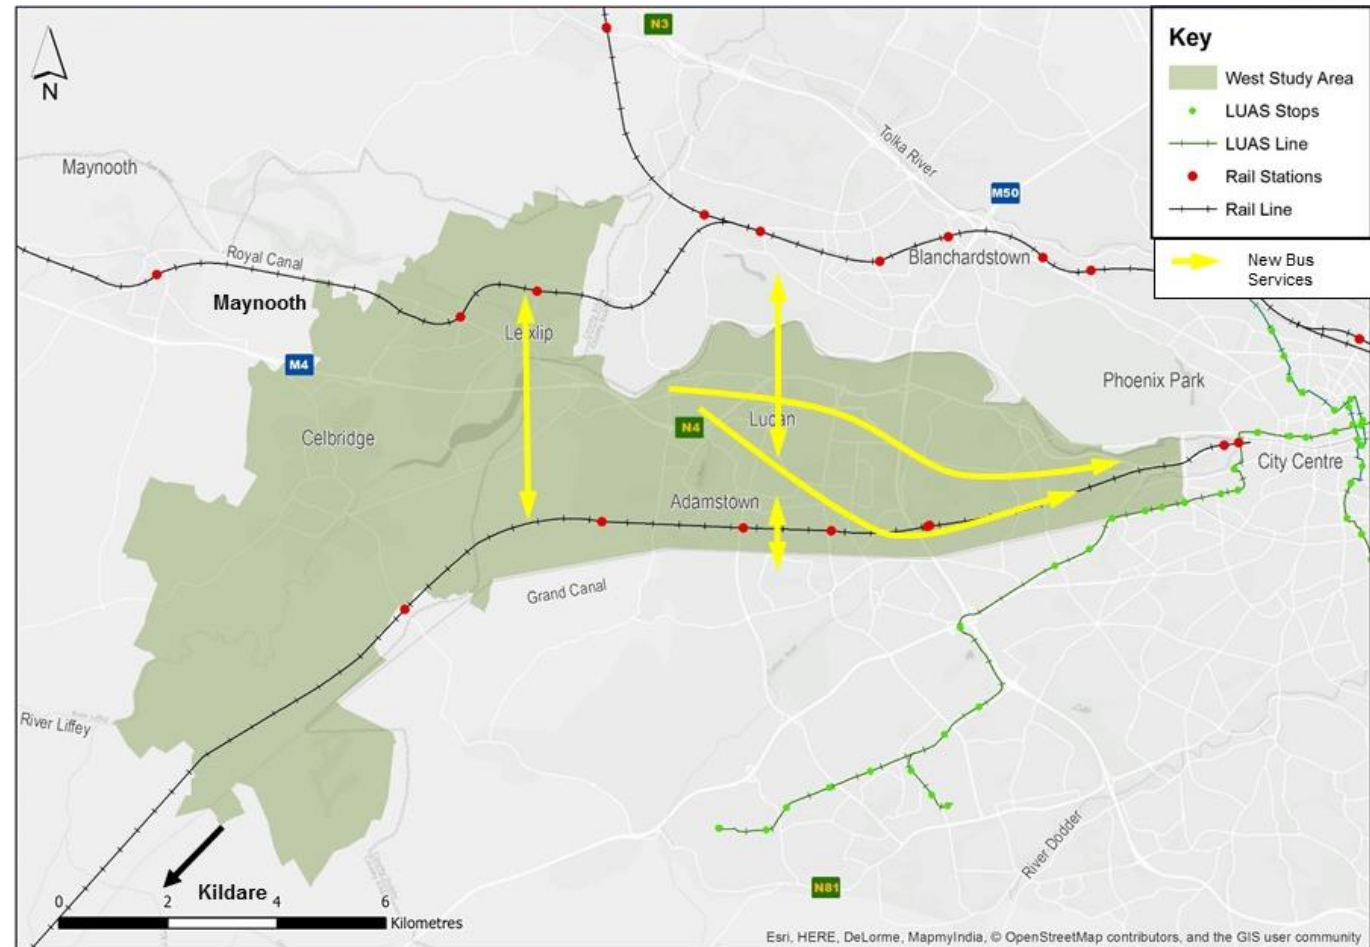 N3
N
Maynooth
Tolka River
M50
Key
West Study Area
LUAS Stops
LUAS Line
Rail Stations
Rail Line
New Bus
Services
Royal Canal
Blanchardstown
Maynooth
Leixlip
M4
Phoenix Park
Celbridge
N4
Lucan
City Centre
Adamstown
Grand Canal
River Liffey
River Dodder
Kildare
N81
0 2 4 6
Kilometres
Esri, HERE, DeLorme, MapmyIndia, © OpenStreetMap contributors, and the GIS user community